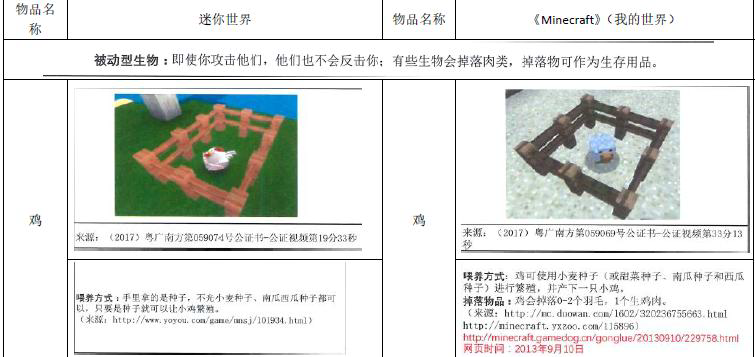 物品名称
迷你世界
物品名称
《Minecraft》（我的世界）
被动型生物：即使你攻击他们，他们也不会反击你；有些生物会掉落肉类，掉落物可作为生存用品。
鸡
来源：（2017）粤广南方第059074号公证书-公证视频第19分33秒
鸡
来源：（2017）粤广南方第059069号公证书-公证视频第33分13
秒
喂养方式：手里拿的是种子，不光小麦种子、南瓜西瓜种子都可
以，只要是种子就可以让小鸡繁殖。
（来源：http://www.yoyou.com/game/mnsj/101934.html）
喂养方式：鸡可使用小麦种子（或甜菜种子、南瓜种子和西瓜
种子）进行繁殖，并产下一只小鸡。
掉落物品：鸡会掉落0-2个羽毛，1个生鸡肉。
（来源：http://mc.duowan.com/1602/320236755663.html
http://minecraft.yxzoo.com/115896）
http://minecraft.gamedog.cn/gonglue/20130910/229758.html
网页时间：2013年9月10日